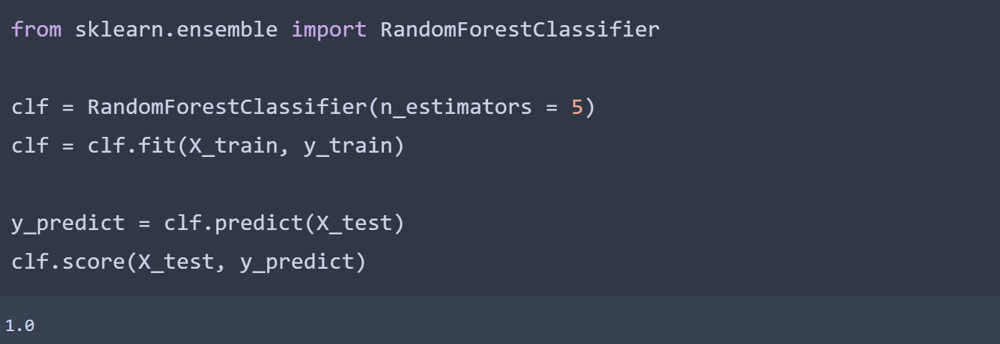 from sklearn.ensemble import RandomForestClassifier
clf = RandomForestClassifier(n_estimators = 5)
clf = clf.fit(X_train, y_train)
y_predict = clf.predict(X_test)
clf.score(X_test, y_predict)
1.0